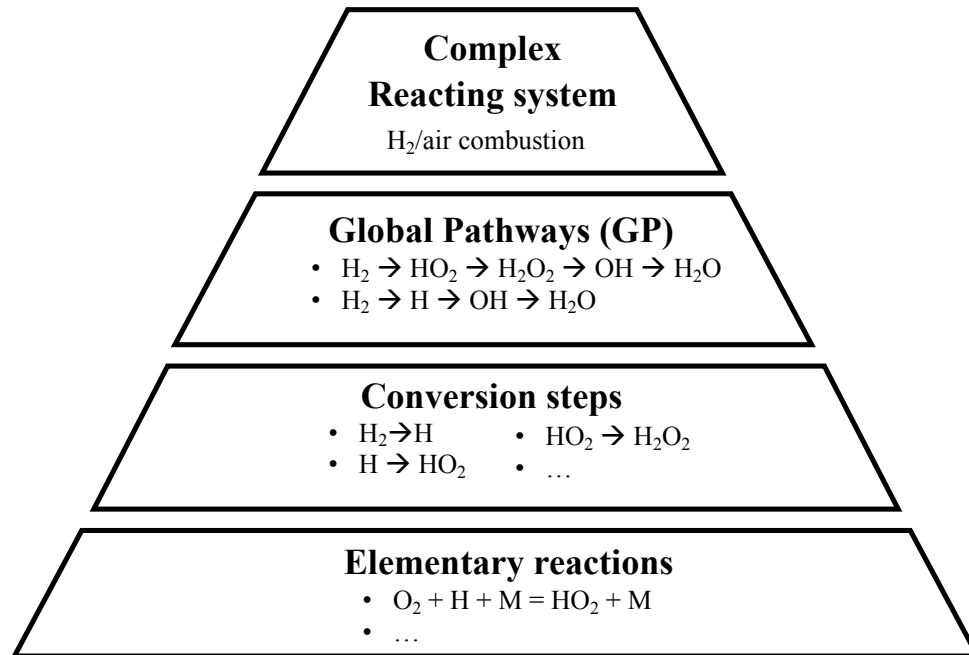 Complex
Reacting system
H₂/air combustion
Global Pathways (GP)
• H₂ → HO₂ → H₂O₂ → OH → H₂O
• H₂ → H → OH → H₂O
Conversion steps
• H₂→H • HO₂ → H₂O₂
• H → HO₂ • …
Elementary reactions
• O₂ + H + M = HO₂ + M
• …